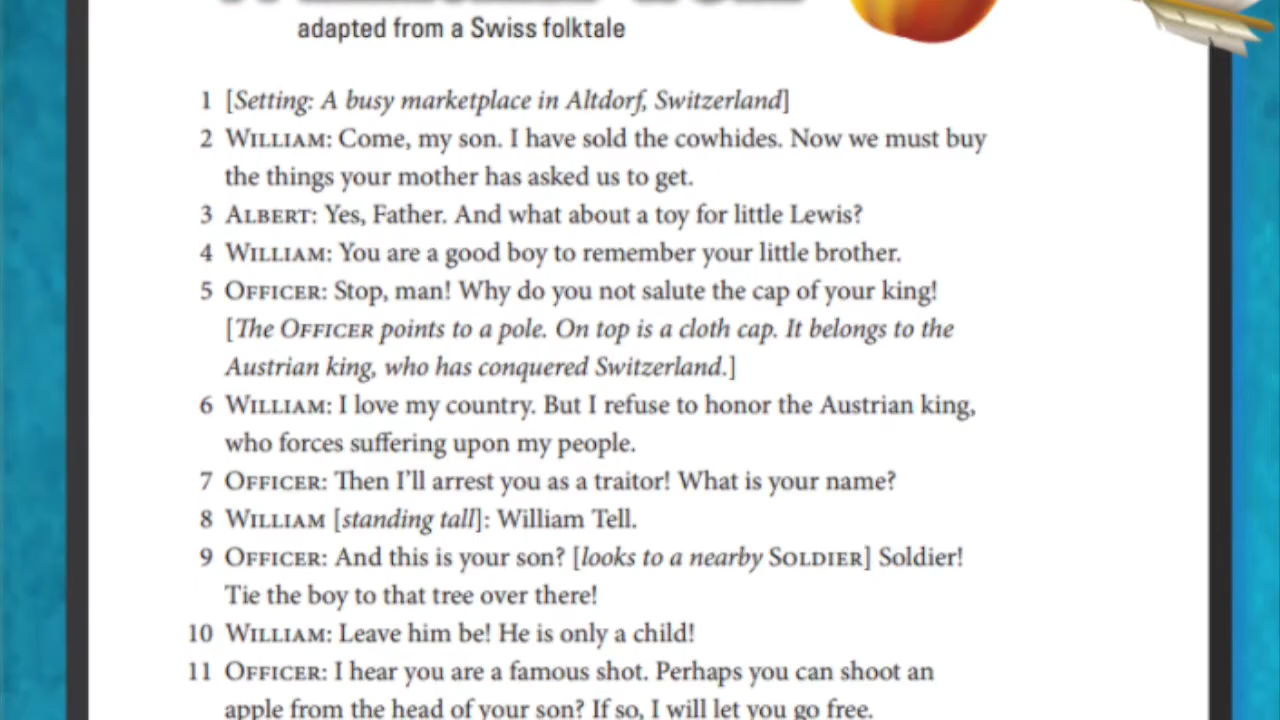 adapted from a Swiss folktale
1 [Setting: A busy marketplace in Altdorf, Switzerland]
2 WILLIAM: Come, my son. I have sold the cowhides. Now we must buy
the things your mother has asked us to get.
3 ALBERT: Yes, Father. And what about a toy for little Lewis?
4 WILLIAM: You are a good boy to remember your little brother.
5 OFFICER: Stop, man! Why do you not salute the cap of your king!
[The OFFICER points to a pole. On top is a cloth cap. It belongs to the
Austrian king, who has conquered Switzerland.]
6 WILLIAM: I love my country. But I refuse to honor the Austrian king,
who forces suffering upon my people.
7 OFFICER: Then I’ll arrest you as a traitor! What is your name?
8 WILLIAM [standing tall]: William Tell.
9 OFFICER: And this is your son? [looks to a nearby SOLDIER] Soldier!
Tie the boy to that tree over there!
10 WILLIAM: Leave him be! He is only a child!
11 OFFICER: I hear you are a famous shot. Perhaps you can shoot an
apple from the head of your son? If so, I will let you go free.